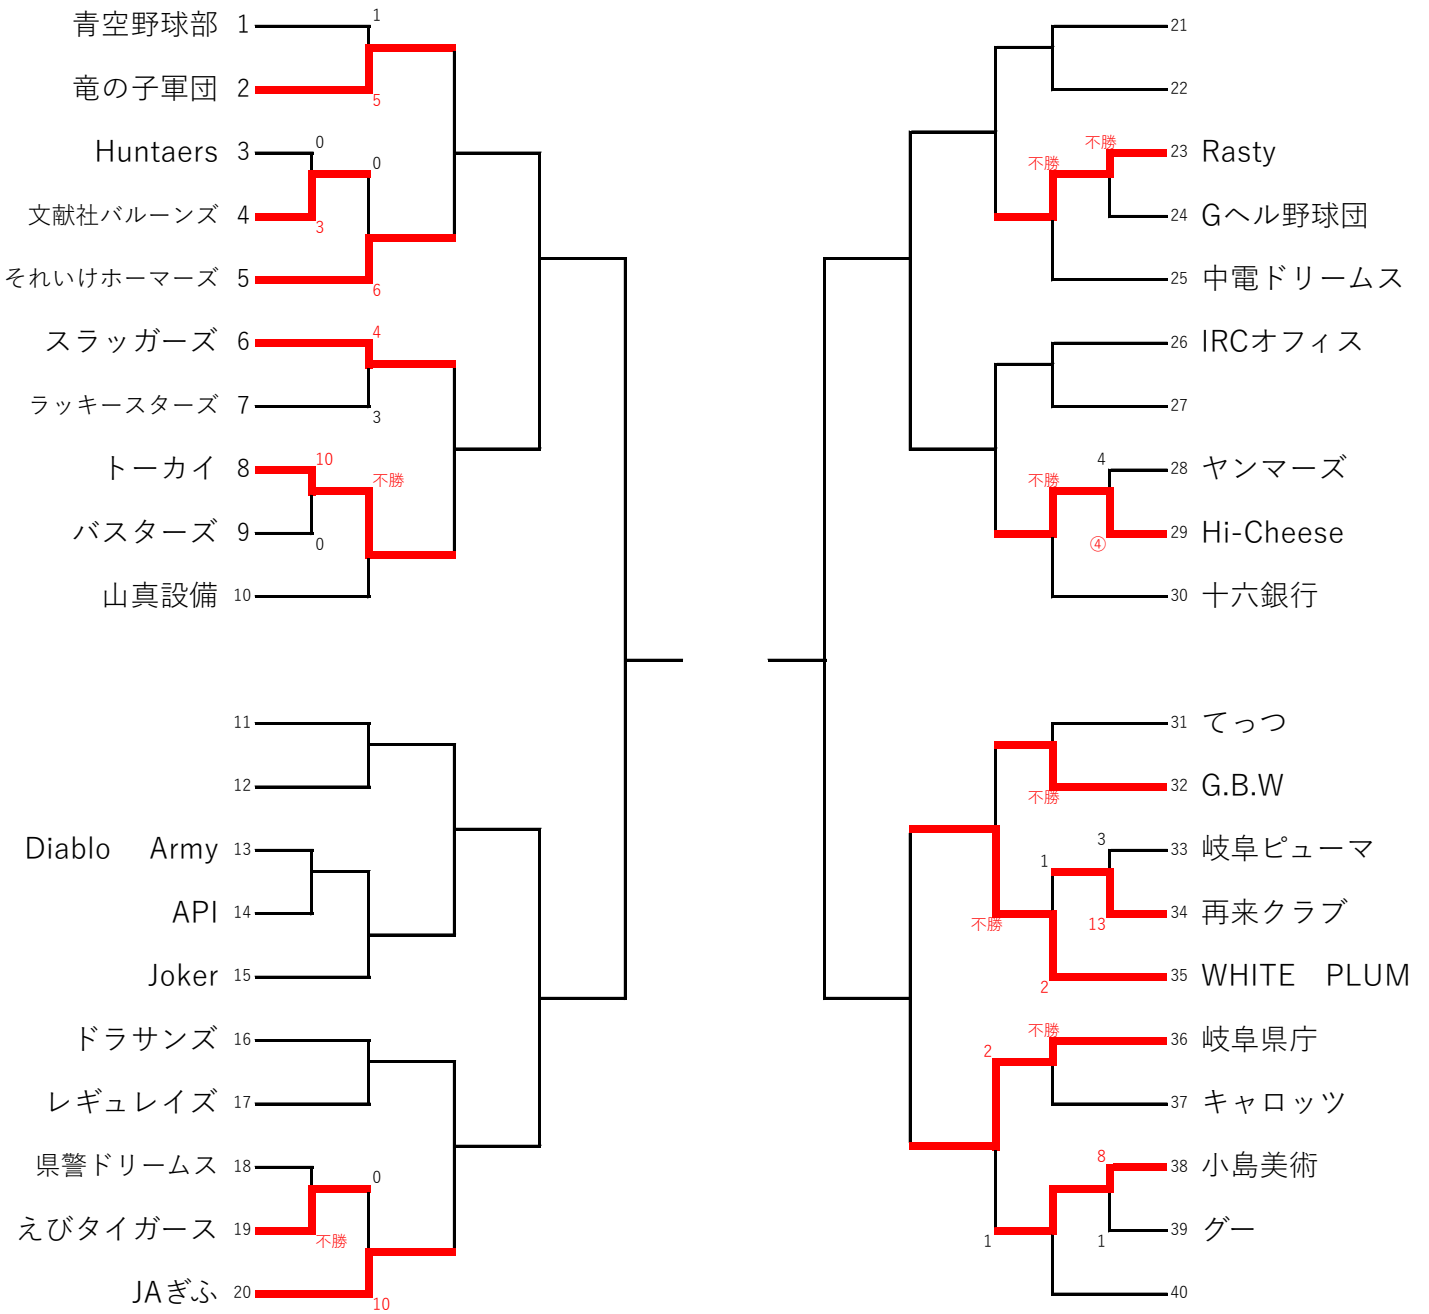 青空野球部 1 1
竜の子軍団 2 5
Huntaers 3 0 0
文献社バルーンズ 4 3
それいけホーマーズ 5 6
スラッガーズ 6 4
ラッキースターズ 7 3
トーカイ 8 10 不勝
バスターズ 9 0
山真設備 10
11
12
Diablo　Army 13
API 14
Joker 15
ドラサンズ 16
レギュレイズ 17
県警ドリームス 18 0
えびタイガース 19 不勝
JAぎふ 20 10
21
22
不勝 不勝 23 Rasty
24 Gヘル野球団
25 中電ドリームス
26 IRCオフィス
27
不勝 4 28 ヤンマーズ
④ 29 Hi-Cheese
30 十六銀行
31 てっつ
不勝 32 G.B.W
1 3 33 岐阜ピューマ
不勝 13 34 再来クラブ
2 35 WHITE　PLUM
2 不勝 36 岐阜県庁
37 キャロッツ
8 38 小島美術
1 1 39 グー
40